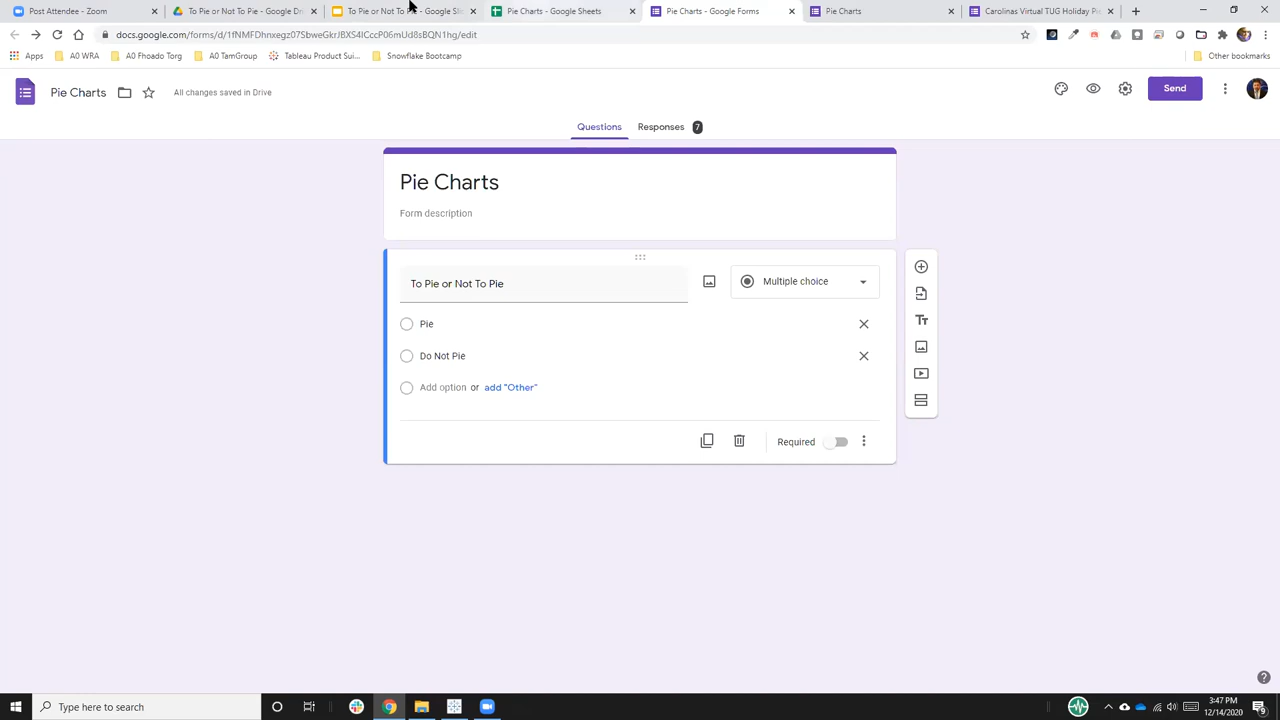 Post Attendee - Zoom
To Pie or Not To Pie - Google Dri
To Pie or Not To Pie - Google Slid
Pie Charts - Google Sheets
Pie Charts - Google Forms
Pie Charts
Carolinas Virtual TUG Holiday Pie
Apps
A0 WRA
A0 Fhoado Torg
A0 TamGroup
Tableau Product Sui...
Snowflake Bootcamp
Other bookmarks
Pie Charts
All changes saved in Drive
Send
Questions
Responses 7
Pie Charts
Form description
To Pie or Not To Pie
Multiple choice
Pie
Do Not Pie
Add option or add "Other"
Required
Type here to search
3:47 PM
12/14/2020